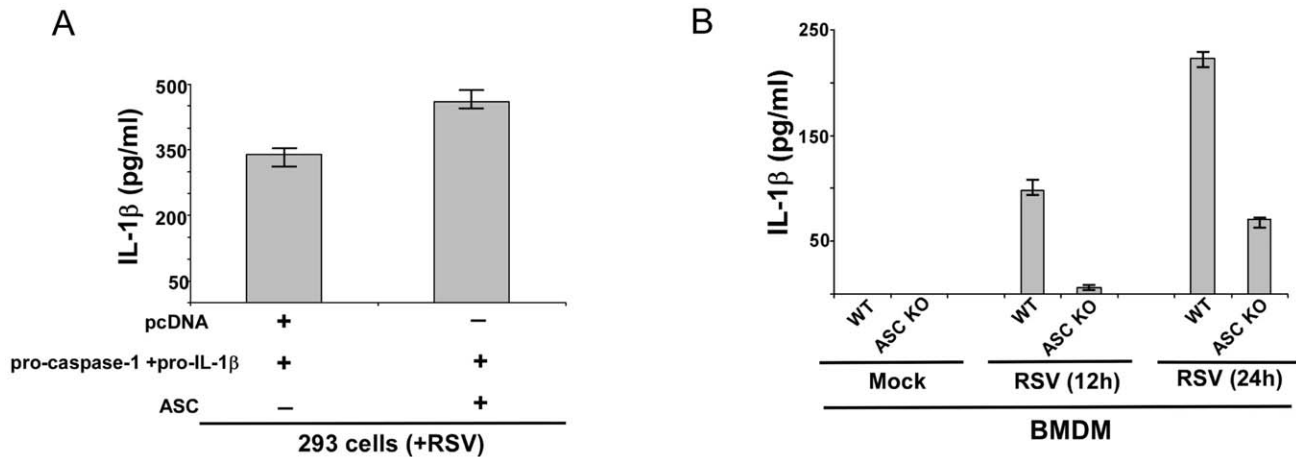 A
IL-1β (pg/ml)
500
350
200
50
pcDNA + –
pro-caspase-1 +pro-IL-1β + +
ASC – +
293 cells (+RSV)
B
IL-1β (pg/ml)
250
150
50
WT ASC KO WT ASC KO WT ASC KO
Mock RSV (12h) RSV (24h)
BMDM